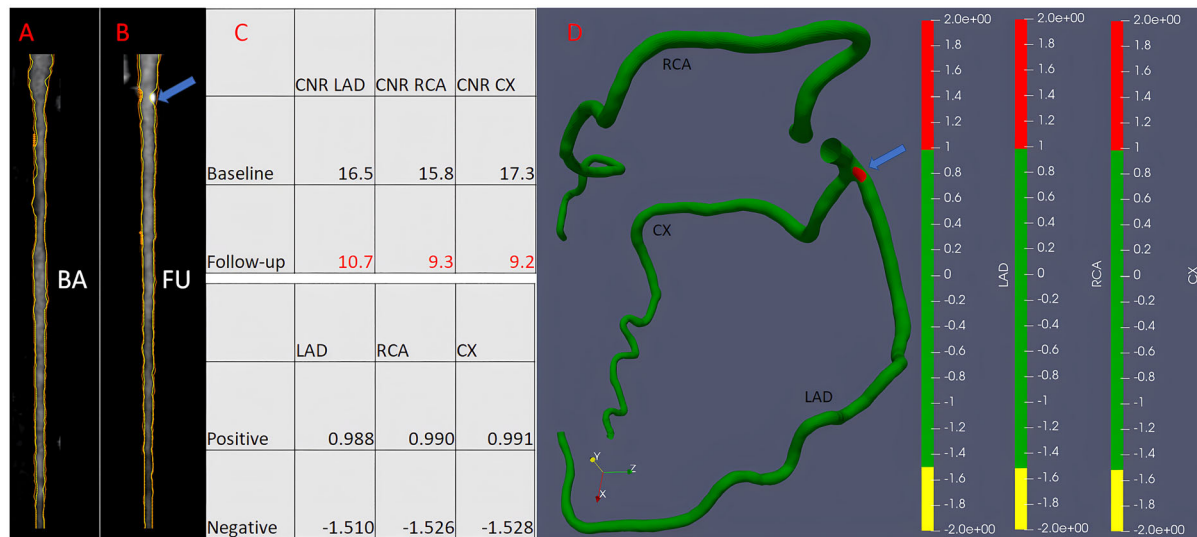 A
BA
B
FU
C
CNR LAD CNR RCA CNR CX
Baseline 16.5 15.8 17.3
Follow-up 10.7 9.3 9.2
LAD RCA CX
Positive 0.988 0.990 0.991
Negative -1.510 -1.526 -1.528
D
RCA
CX
LAD
Y
Z
X
2.0e+00
1.8
1.6
1.4
1.2
1
0.8
0.6
0.4
0.2
0
-0.2
-0.4
-0.6
-0.8
-1
-1.2
-1.4
-1.6
-1.8
-2.0e+00
LAD
2.0e+00
1.8
1.6
1.4
1.2
1
0.8
0.6
0.4
0.2
0
-0.2
-0.4
-0.6
-0.8
-1
-1.2
-1.4
-1.6
-1.8
-2.0e+00
RCA
2.0e+00
1.8
1.6
1.4
1.2
1
0.8
0.6
0.4
0.2
0
-0.2
-0.4
-0.6
-0.8
-1
-1.2
-1.4
-1.6
-1.8
-2.0e+00
CX